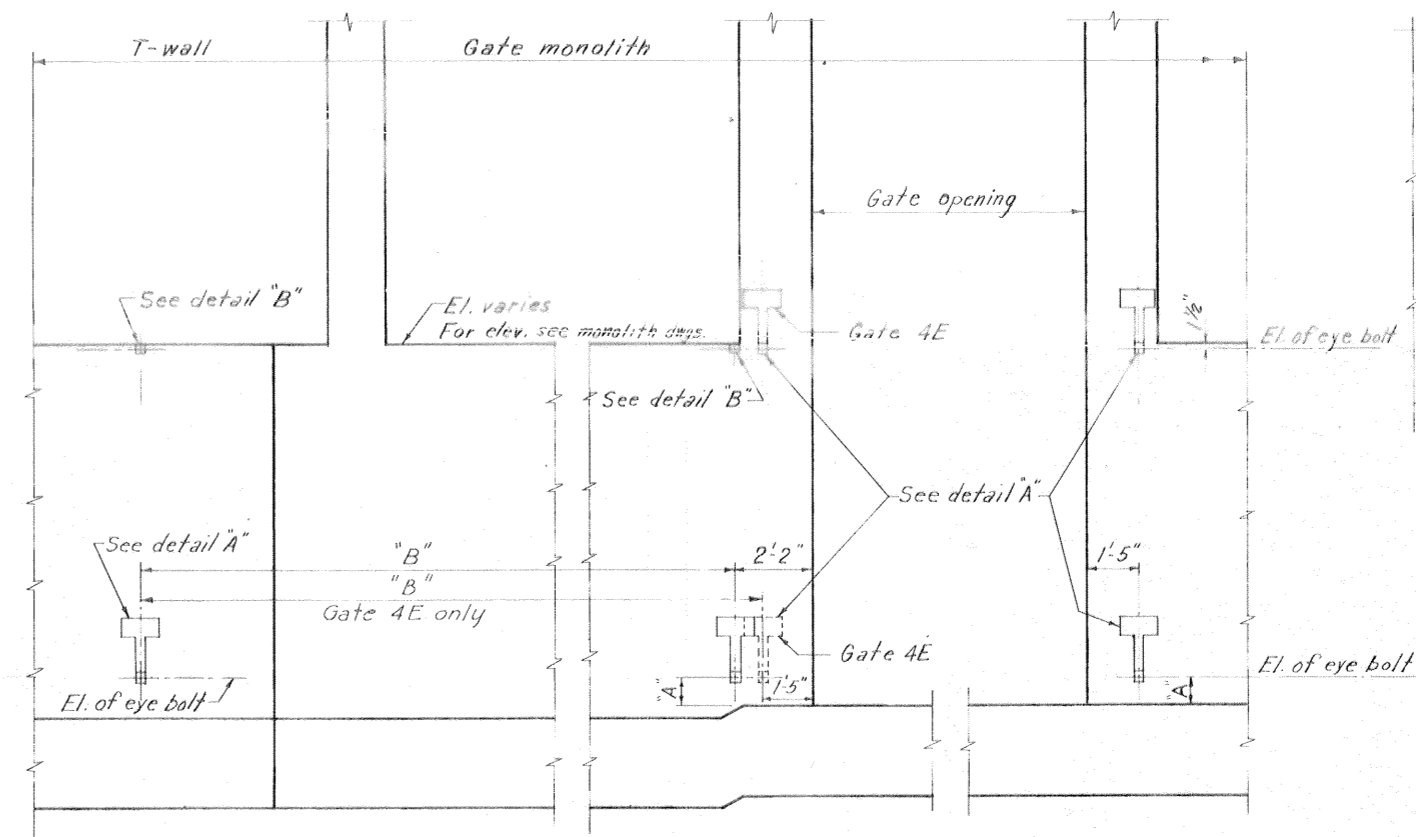 T-wall
Gate monolith
Gate opening
See detail "B"
El. varies
For elev. see monolith dwgs.
Gate 4E
1½"
El. of eye bolt
See detail "B"
See detail "A"
See detail "A"
"B"
2'-2"
1'-5"
"B"
Gate 4E only
Gate 4E
El. of eye bolt
"A"
1'-5"
"A"
El. of eye bolt